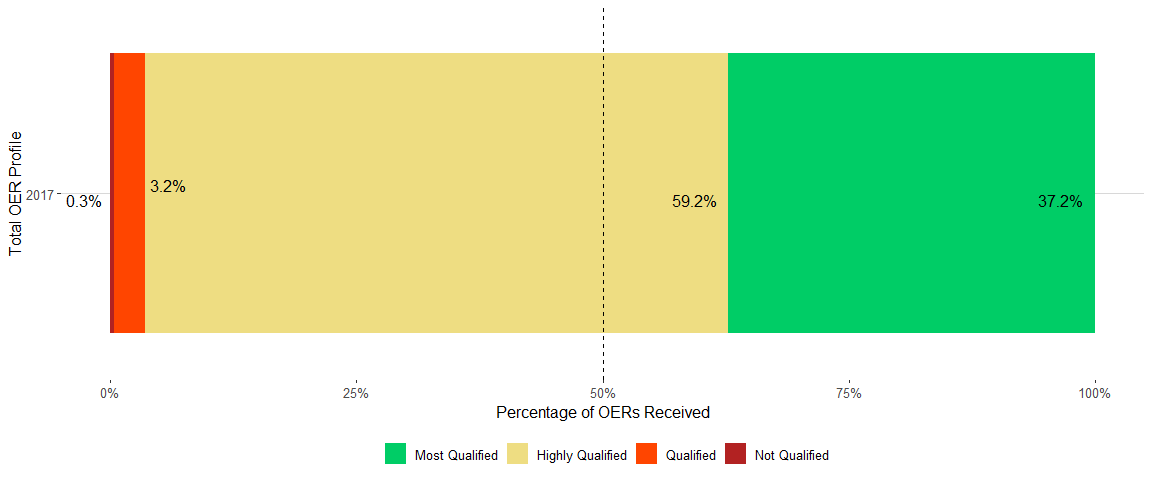 Total OER Profile
2017
0.3%
3.2%
59.2%
37.2%
0%
25%
50%
75%
100%
Percentage of OERs Received
Most Qualified
Highly Qualified
Qualified
Not Qualified